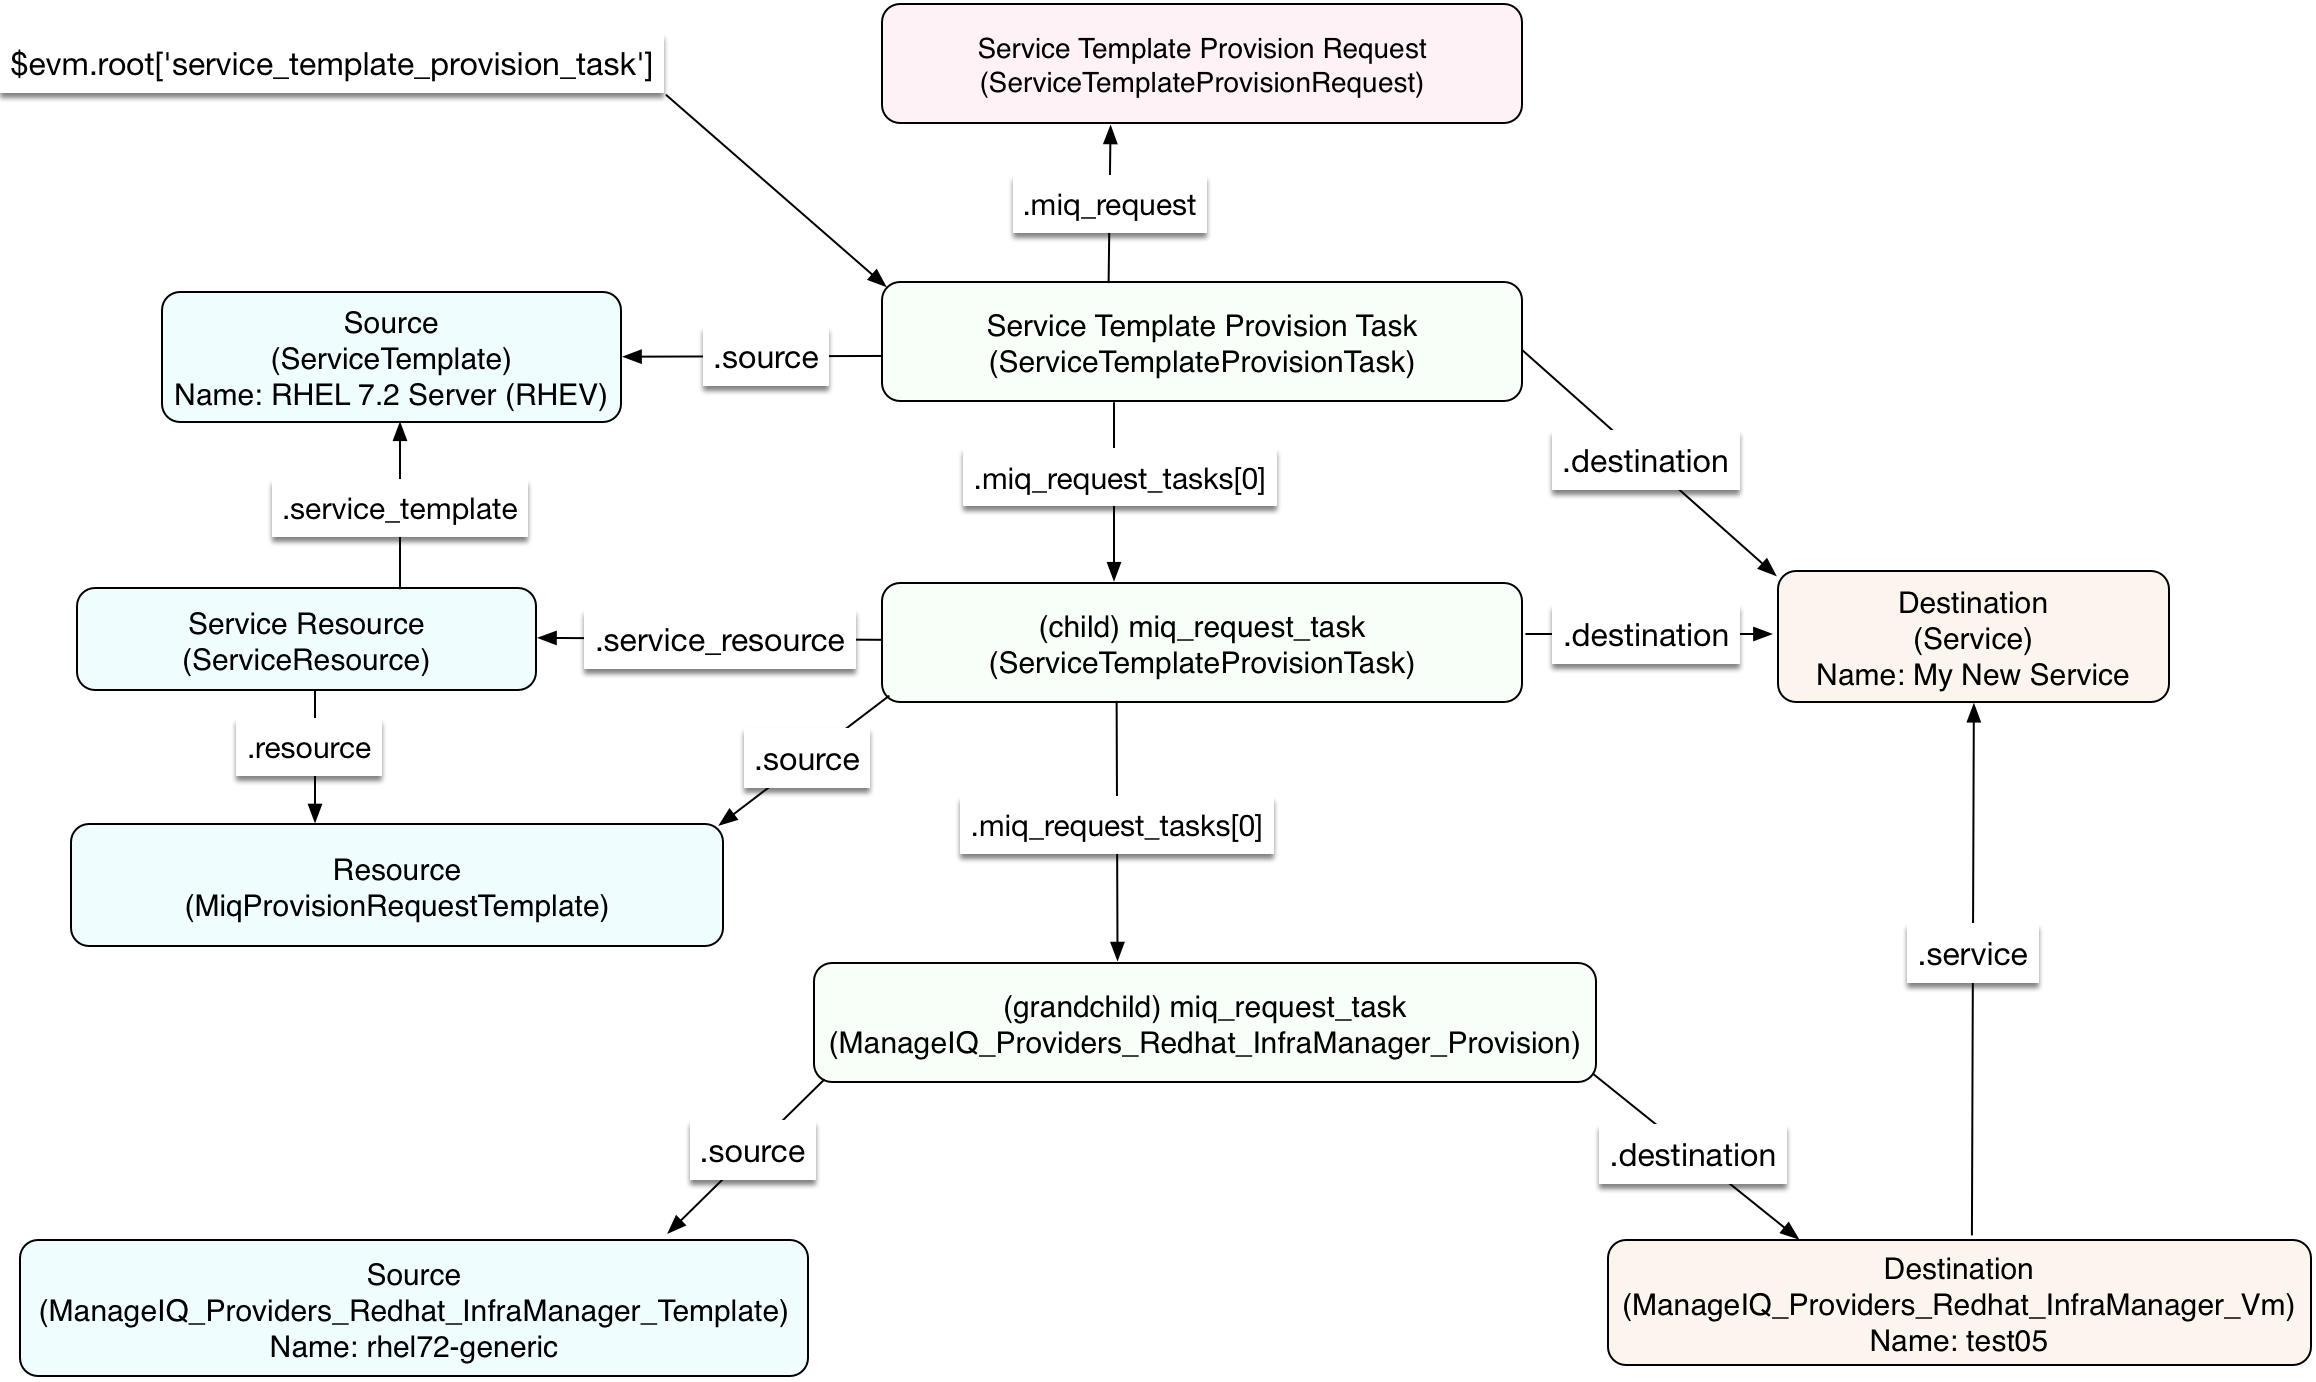 $evm.root['service_template_provision_task']
Service Template Provision Request
(ServiceTemplateProvisionRequest)
.miq_request
Source
(ServiceTemplate)
Name: RHEL 7.2 Server (RHEV)
.source
Service Template Provision Task
(ServiceTemplateProvisionTask)
.destination
.miq_request_tasks[0]
.service_template
Service Resource
(ServiceResource)
.service_resource
(child) miq_request_task
(ServiceTemplateProvisionTask)
.destination
Destination
(Service)
Name: My New Service
.resource
.source
.miq_request_tasks[0]
Resource
(MiqProvisionRequestTemplate)
.service
(grandchild) miq_request_task
(ManageIQ_Providers_Redhat_InfraManager_Provision)
.source
.destination
Source
(ManageIQ_Providers_Redhat_InfraManager_Template)
Name: rhel72-generic
Destination
(ManageIQ_Providers_Redhat_InfraManager_Vm)
Name: test05